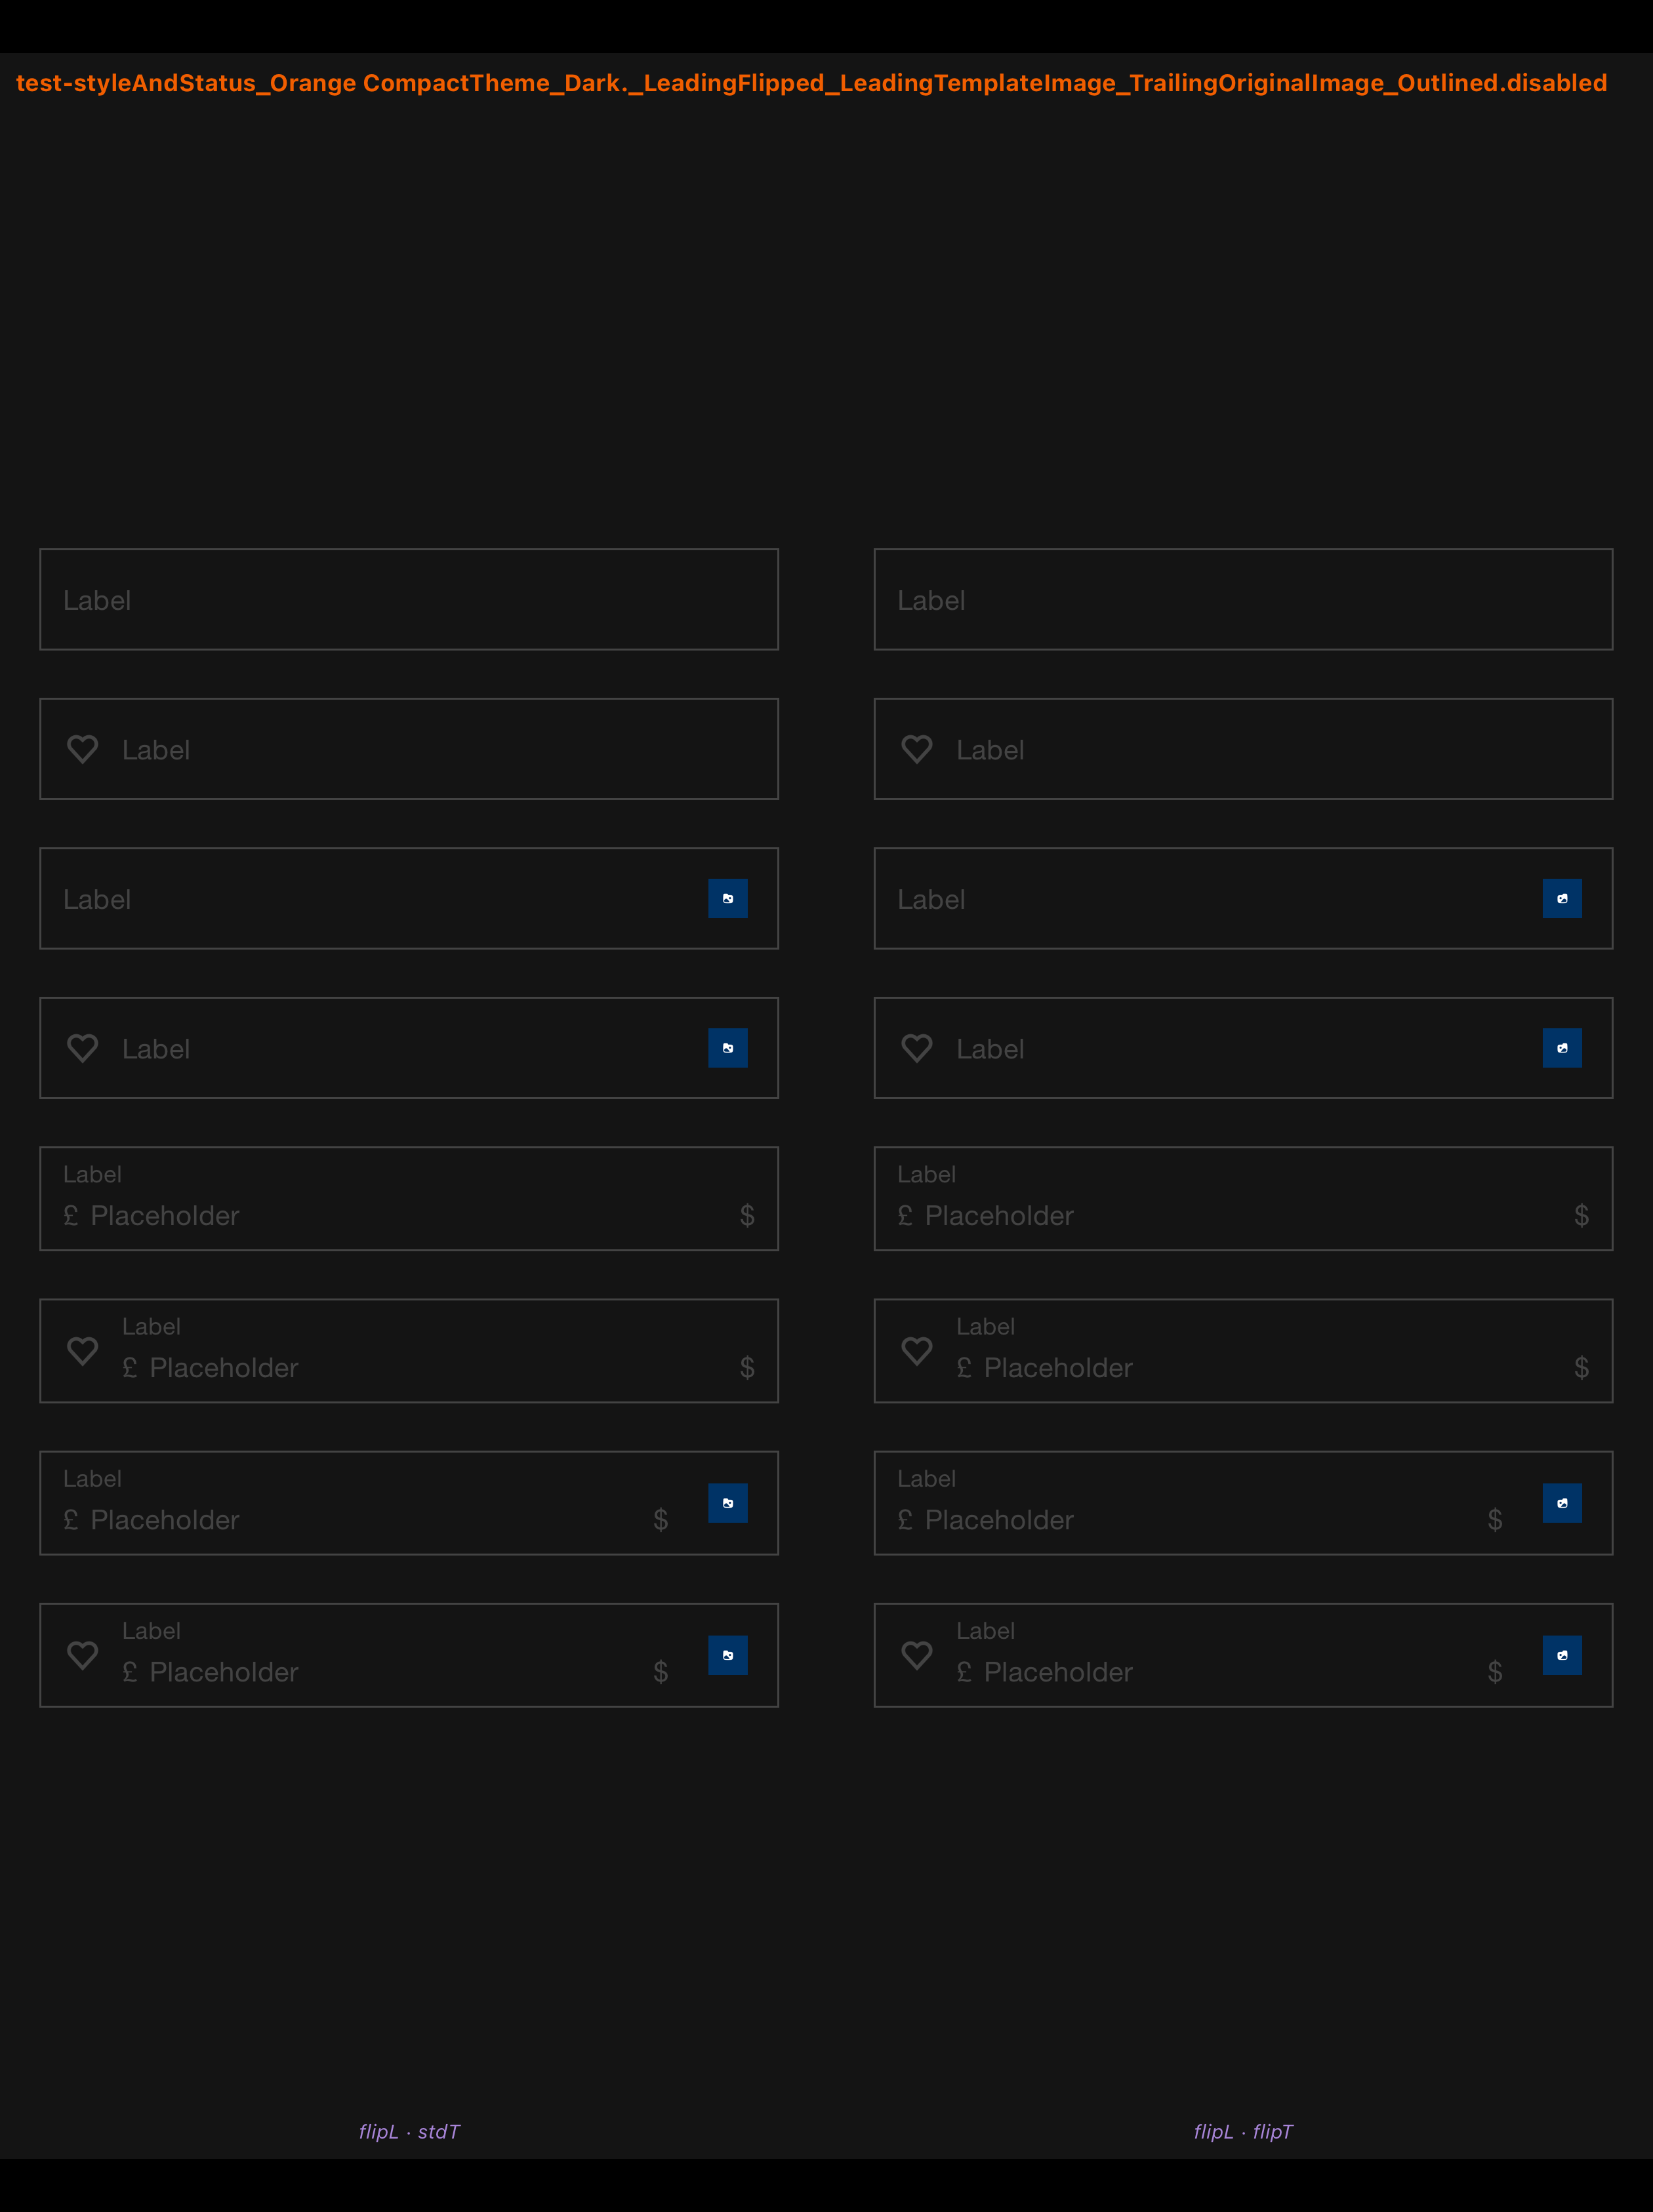 test-styleAndStatus_Orange CompactTheme_Dark._LeadingFlipped_LeadingTemplateImage_TrailingOriginalImage_Outlined.disabled
Label
Label
Label
Label
Label
Label
Label
Label
Label
Label
£ Placeholder $
£ Placeholder $
Label
Label
£ Placeholder $
£ Placeholder $
Label
Label
£ Placeholder $
£ Placeholder $
Label
Label
£ Placeholder $
£ Placeholder $
flipL · stdT
flipL · flipT